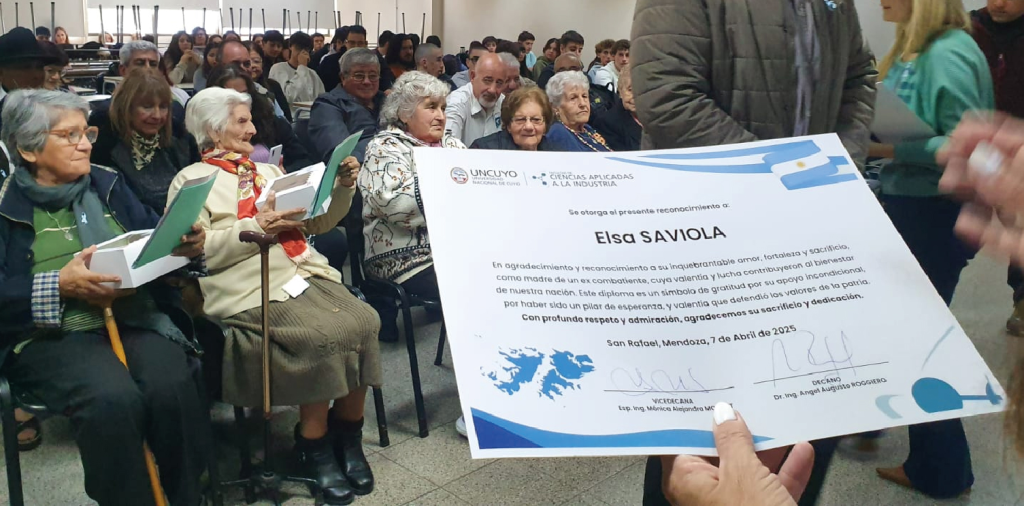 UNCUYO
UNIVERSIDAD
NACIONAL DE CUYO
CIENCIAS APLICADAS
A LA INDUSTRIA
Se otorga el presente reconocimiento a:
Elsa SAVIOLA
En agradecimiento y reconocimiento a su inquebrantable amor, fortaleza y sacrificio,
como madre de un ex combatiente, cuya valentía y lucha contribuyeron al bienestar
de nuestra nación. Este diploma es un símbolo de gratitud por su apoyo incondicional,
por haber sido un pilar de esperanza, y valentía que defendió los valores de la patria.
Con profundo respeto y admiración, agradecemos su sacrificio y dedicación.
San Rafael, Mendoza, 7 de Abril de 2025
VICEDECANA
Esp. Ing. Mónica Alejandra
DECANO
Dr. Ing. Angel Augusto ROGGIERO